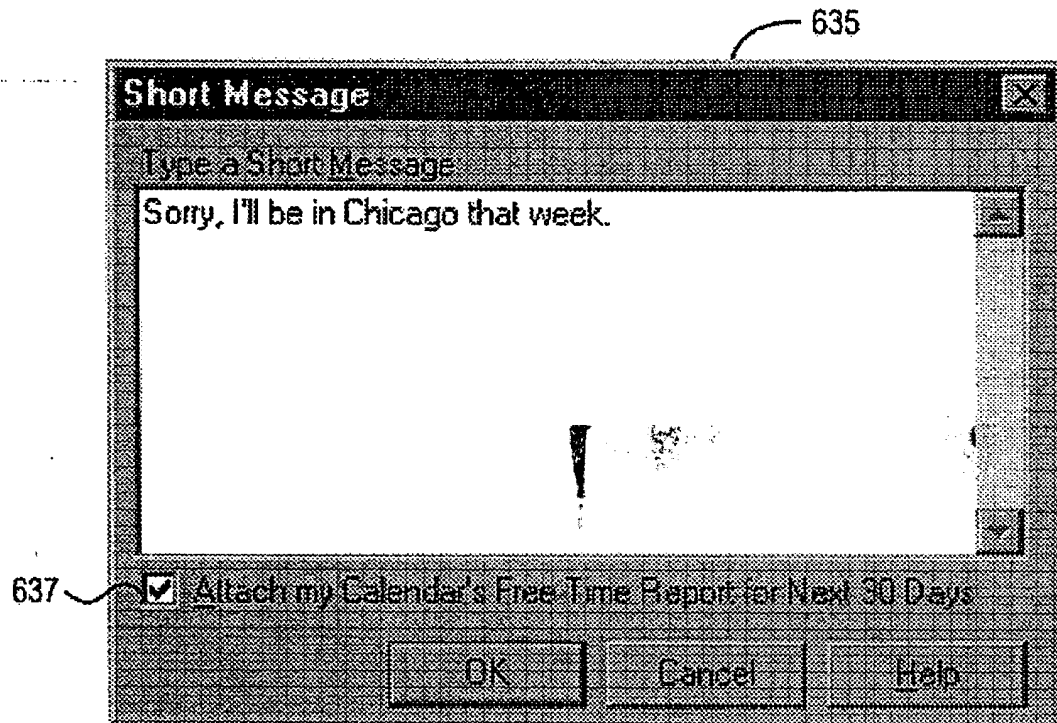 635
Short Message
Type a Short Message
Sorry, I'll be in Chicago that week.
637 Attach my Calendar's Free-Time Report for Next 30 Days
OK Cancel Help